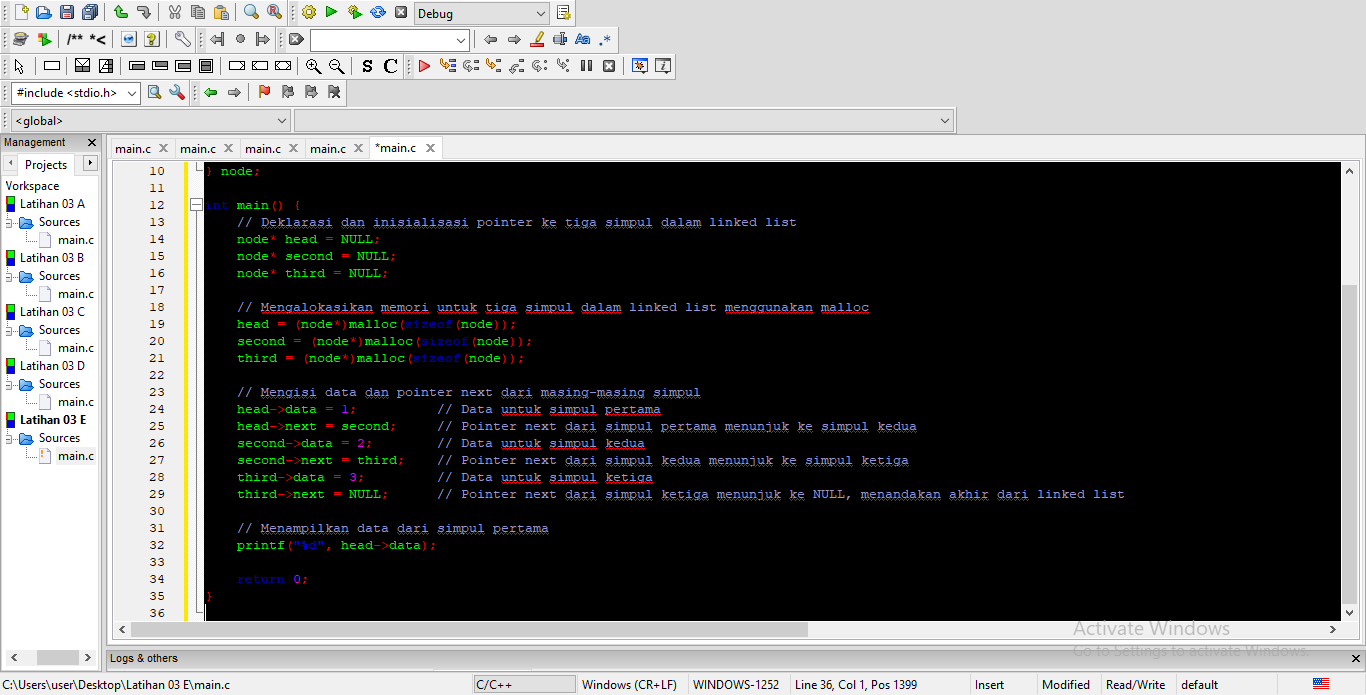 Debug
/** *<
S C
Aa .*
#include <stdio.h>
<global>
Management
Projects
Workspace
Latihan 03 A
Sources
main.c
Latihan 03 B
Sources
main.c
Latihan 03 C
Sources
main.c
Latihan 03 D
Sources
main.c
Latihan 03 E
Sources
main.c
main.c main.c main.c main.c *main.c
10 } node;
11
12 int main() {
13 // Deklarasi dan inisialisasi pointer ke tiga simpul dalam linked list
14 node* head = NULL;
15 node* second = NULL;
16 node* third = NULL;
17
18 // Mengalokasikan memori untuk tiga simpul dalam linked list menggunakan malloc
19 head = (node*)malloc(sizeof(node));
20 second = (node*)malloc(sizeof(node));
21 third = (node*)malloc(sizeof(node));
22
23 // Mengisi data dan pointer next dari masing-masing simpul
24 head->data = 1; // Data untuk simpul pertama
25 head->next = second; // Pointer next dari simpul pertama menunjuk ke simpul kedua
26 second->data = 2; // Data untuk simpul kedua
27 second->next = third; // Pointer next dari simpul kedua menunjuk ke simpul ketiga
28 third->data = 3; // Data untuk simpul ketiga
29 third->next = NULL; // Pointer next dari simpul ketiga menunjuk ke NULL, menandakan akhir dari linked list
30
31 // Menampilkan data dari simpul pertama
32 printf("%d", head->data);
33
34 return 0;
35 }
36
Activate Windows
Go to Settings to activate Windows.
Logs & others
C:\Users\user\Desktop\Latihan 03 E\main.c C/C++ Windows (CR+LF) WINDOWS-1252 Line 36, Col 1, Pos 1399 Insert Modified Read/Write default